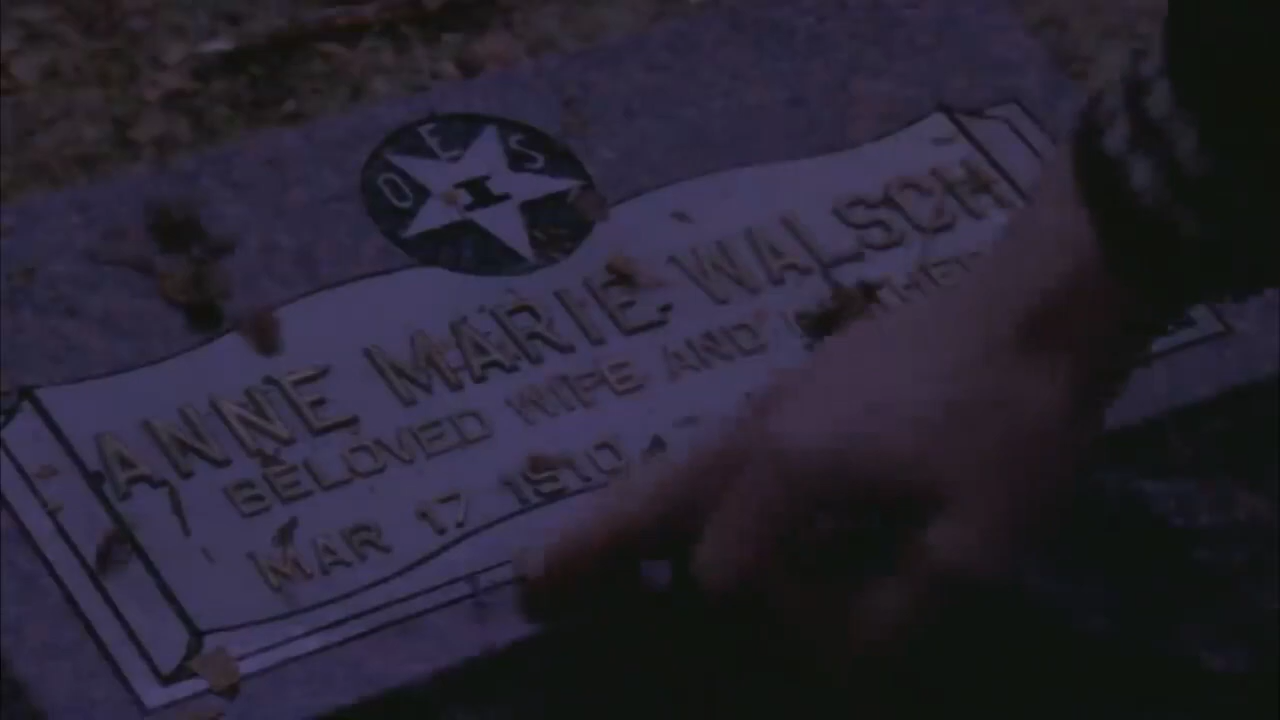 O E S
I
ANNE MARIE WALSCH
BELOVED WIFE AND
MAR 17 1910